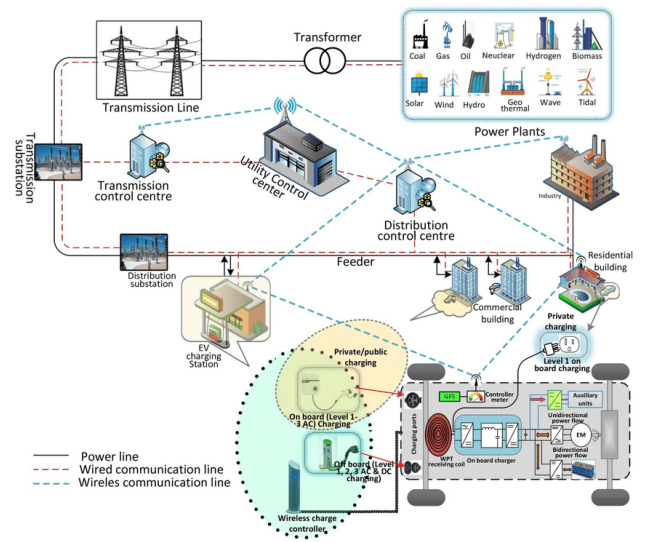 Transformer
Coal
Gas
Oil
Neuclear
Hydrogen
Biomass
Solar
Wind
Hydro
Geo
thermal
Wave
Tidal
Transmission Line
Power Plants
Transmission
substation
Transmission
control centre
Utility Control
center
Distribution
control centre
Industry
Distribution
substation
Feeder
Residential
building
Commercial
building
EV
charging
Station
Private
charging
Level 1 on
board charging
Private/public
charging
On board (Level 1-
3 AC) Charging
Off board (Level
1, 2, 3 AC & DC
charging)
Wireless charge
controller
Charging ports
GPS
Controller
meter
Auxiliary
units
Unidirectional
power flow
WPT
receiving coil
On board charger
EM
Bidirectional
power flow
Power line
Wired communication line
Wireles communication line